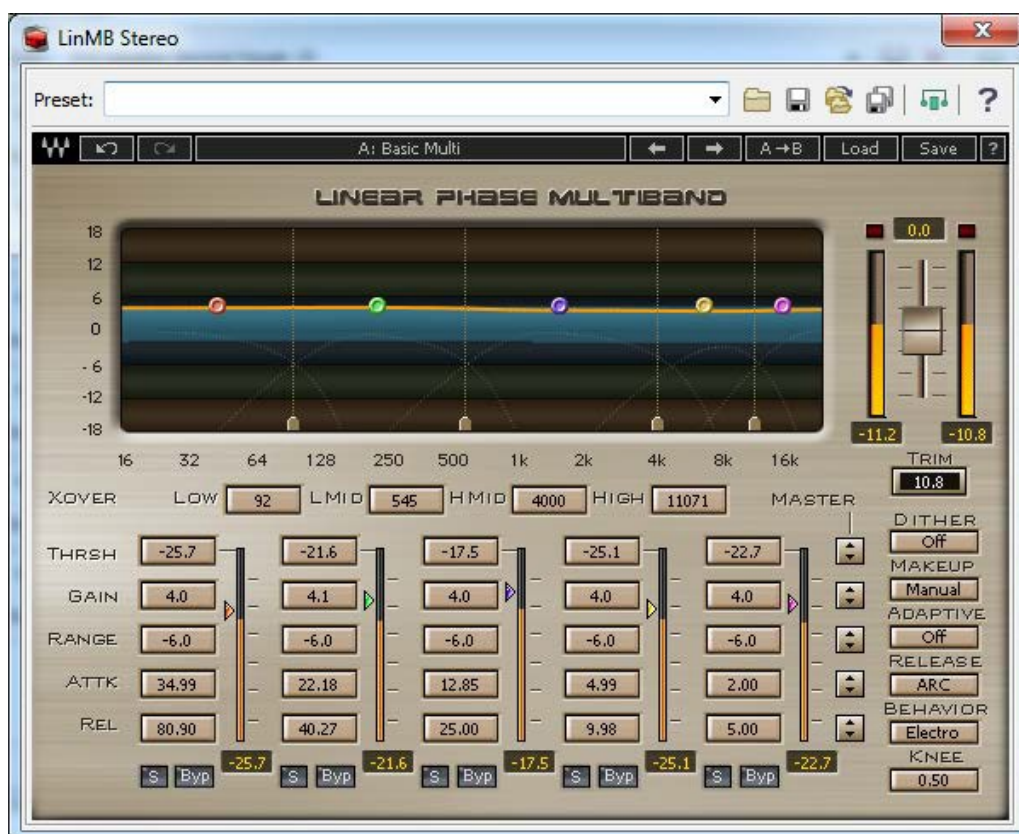 LinMB Stereo
Preset:
A: Basic Multi A→B Load Save ?
LINEAR PHASE MULTIBAND
18
12
6
0
-6
-12
-18
0.0
-11.2 -10.8
16 32 64 128 250 500 1k 2k 4k 8k 16k
TRIM
10.8
XOVER LOW 92 LMID 545 HMID 4000 HIGH 11071 MASTER
DITHER
Off
THRSH -25.7 -21.6 -17.5 -25.1 -22.7
MAKEUP
Manual
GAIN 4.0 4.1 4.0 4.0 4.0
ADAPTIVE
Off
RANGE -6.0 -6.0 -6.0 -6.0 -6.0
RELEASE
ARC
ATTK 34.99 22.18 12.85 4.99 2.00
BEHAVIOR
Electro
REL 80.90 40.27 25.00 9.98 5.00
KNEE
0.50
-25.7 -21.6 -17.5 -25.1 -22.7
S Byp S Byp S Byp S Byp S Byp